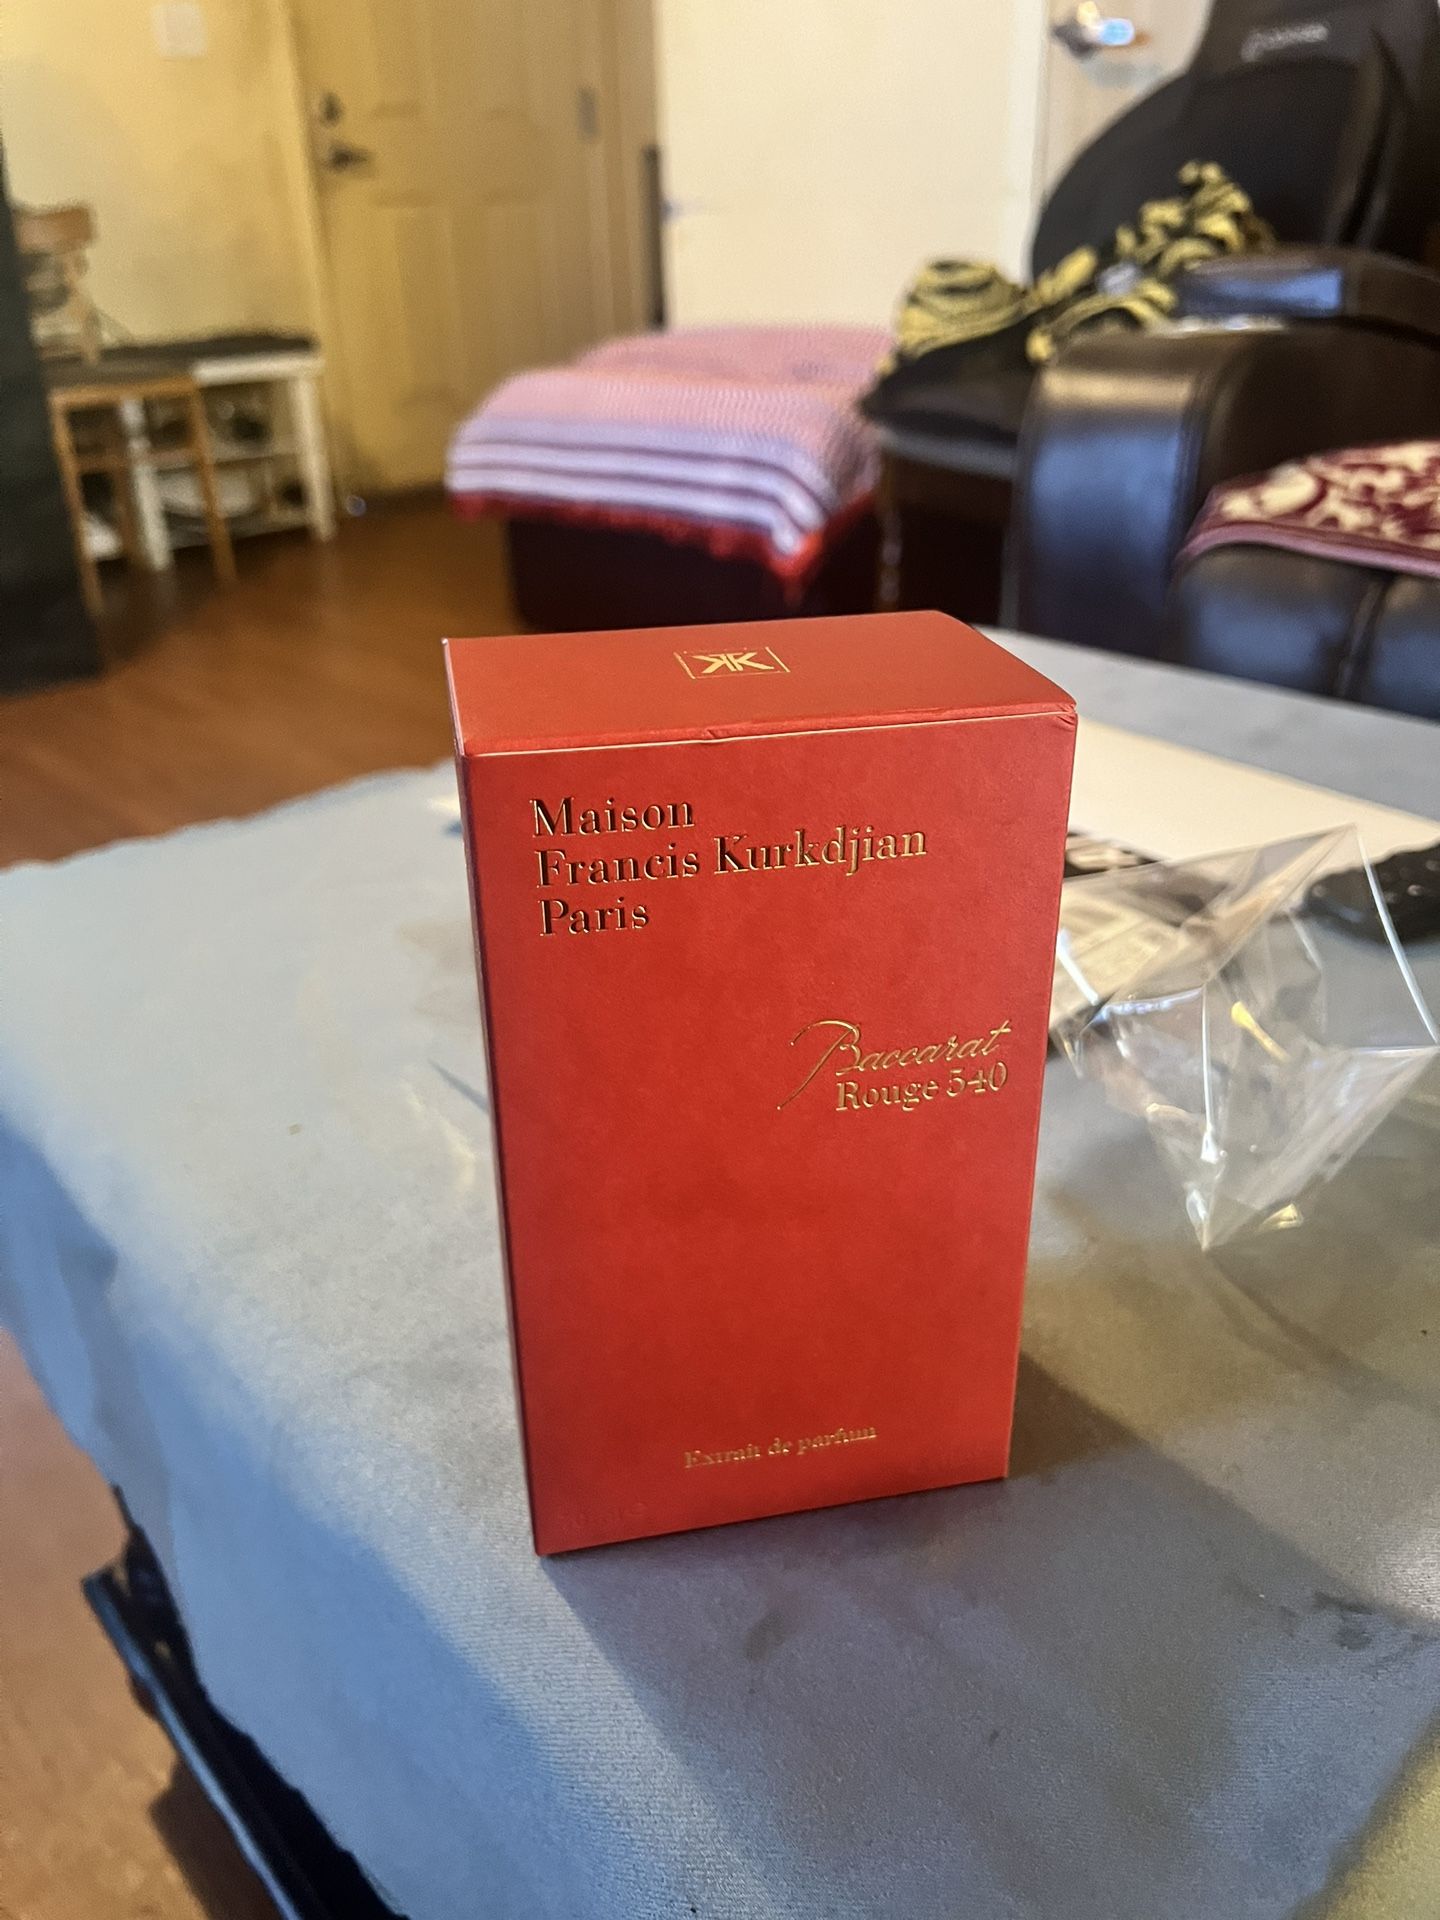 Maison
Francis Kurkdjian
Paris
Baccarat
Rouge 540
Extrait de parfum